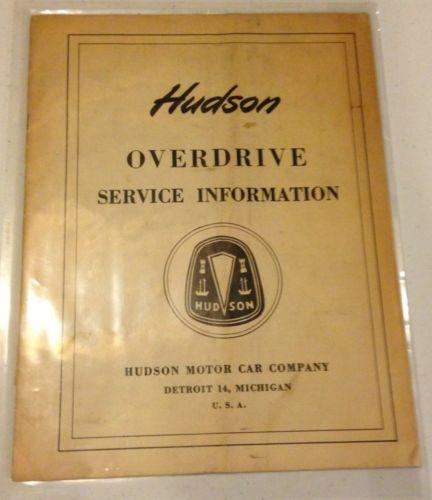 Hudson
OVERDRIVE
SERVICE INFORMATION
HUDSON
HUDSON MOTOR CAR COMPANY
DETROIT 14, MICHIGAN
U. S. A.